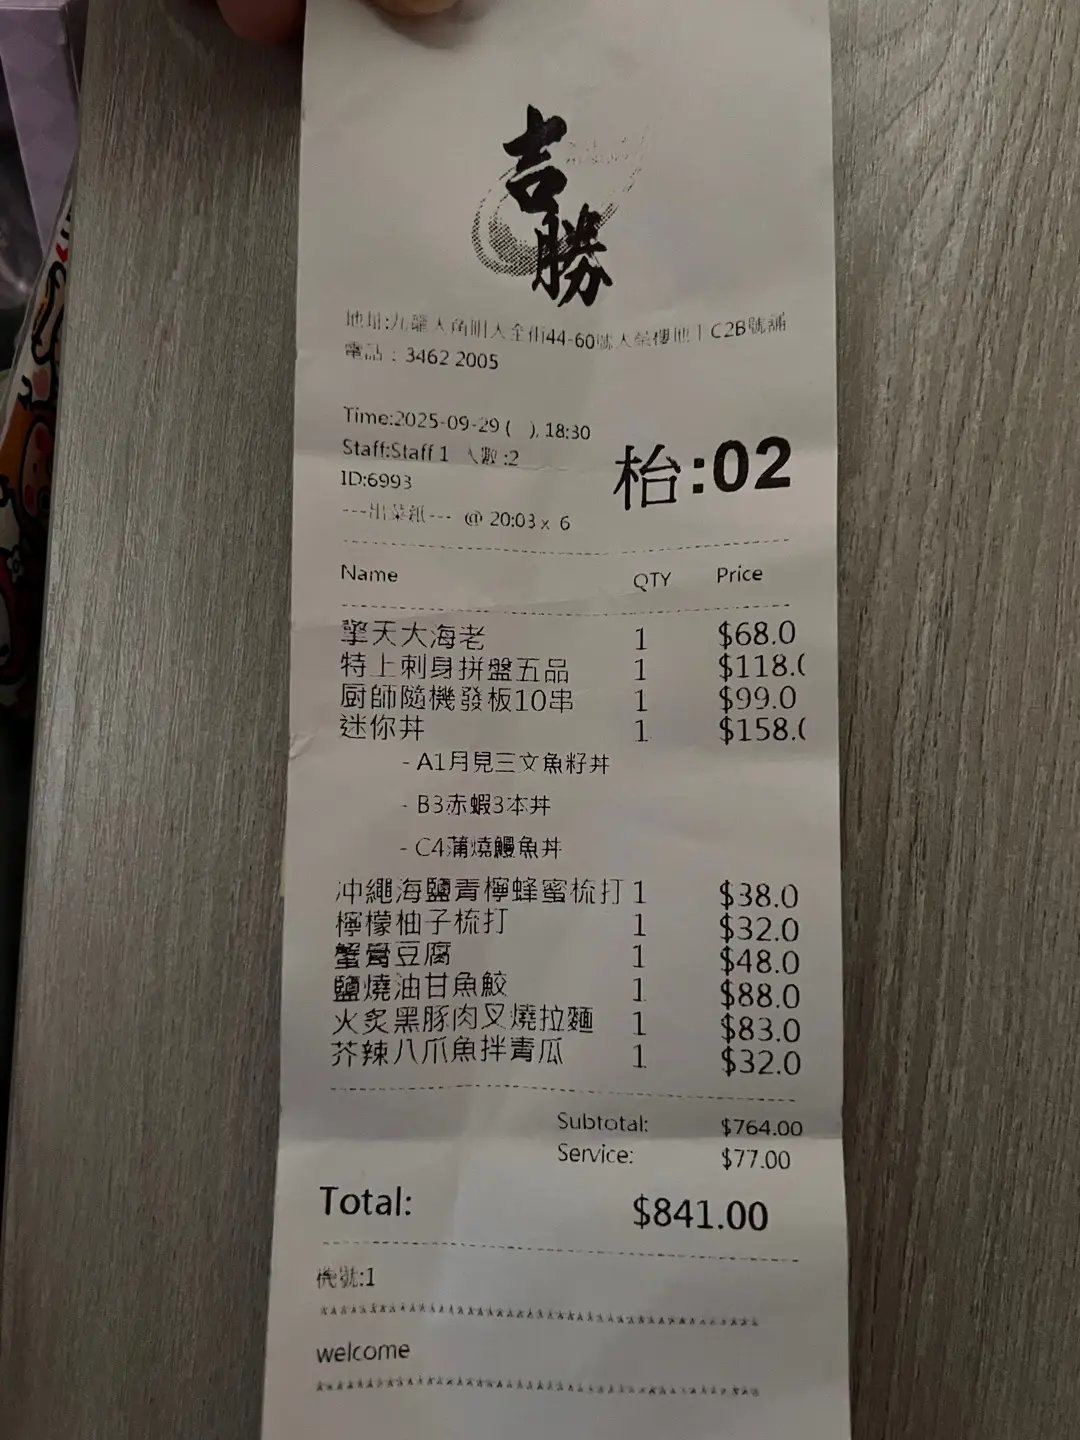 吉勝
地址:九龍大角咀大全街44-60號大榮樓地下C2B號舖
電話：3462 2005
Time:2025-09-29 ( ), 18:30
Staff:Staff 1 人數:2
ID:6993
枱:02
---出菜紙--- @ 20:03 x 6
Name QTY Price
擎天大海老 1 $68.0
特上刺身拼盤五品 1 $118.(
廚師隨機發板10串 1 $99.0
迷你丼 1 $158.(
- A1月見三文魚籽丼
- B3赤蝦3本丼
- C4蒲燒鰻魚丼
冲繩海鹽青檸蜂蜜梳打 1 $38.0
檸檬柚子梳打 1 $32.0
蟹膏豆腐 1 $48.0
鹽燒油甘魚鮫 1 $88.0
火炙黑豚肉叉燒拉麵 1 $83.0
芥辣八爪魚拌青瓜 1 $32.0
Subtotal: $764.00
Service: $77.00
Total: $841.00
機號:1
welcome